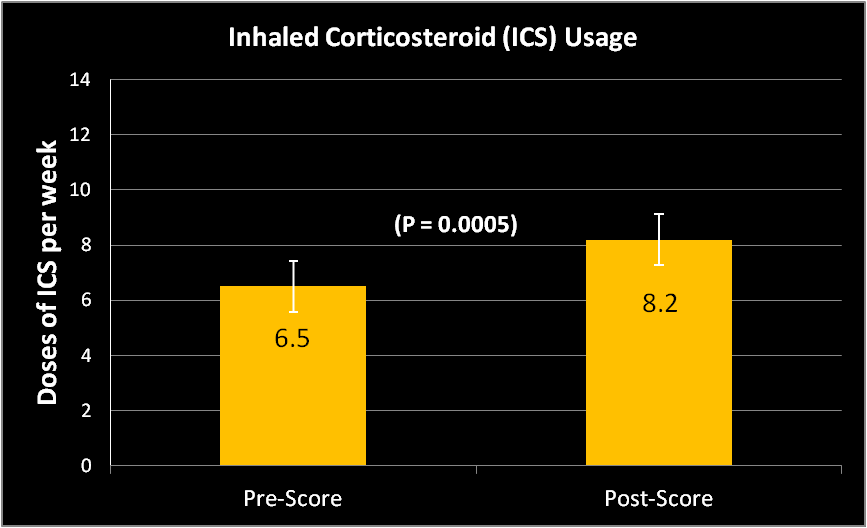 Inhaled Corticosteroid (ICS) Usage
Doses of ICS per week
14
12
10
8
6
4
2
0
(P = 0.0005)
6.5
8.2
Pre-Score
Post-Score